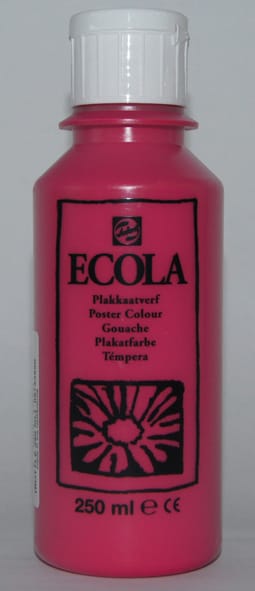 ECOLA
Plakkaatverf
Poster Colour
Gouache
Plakatfarbe
Témpera
250 ml ℮ CE